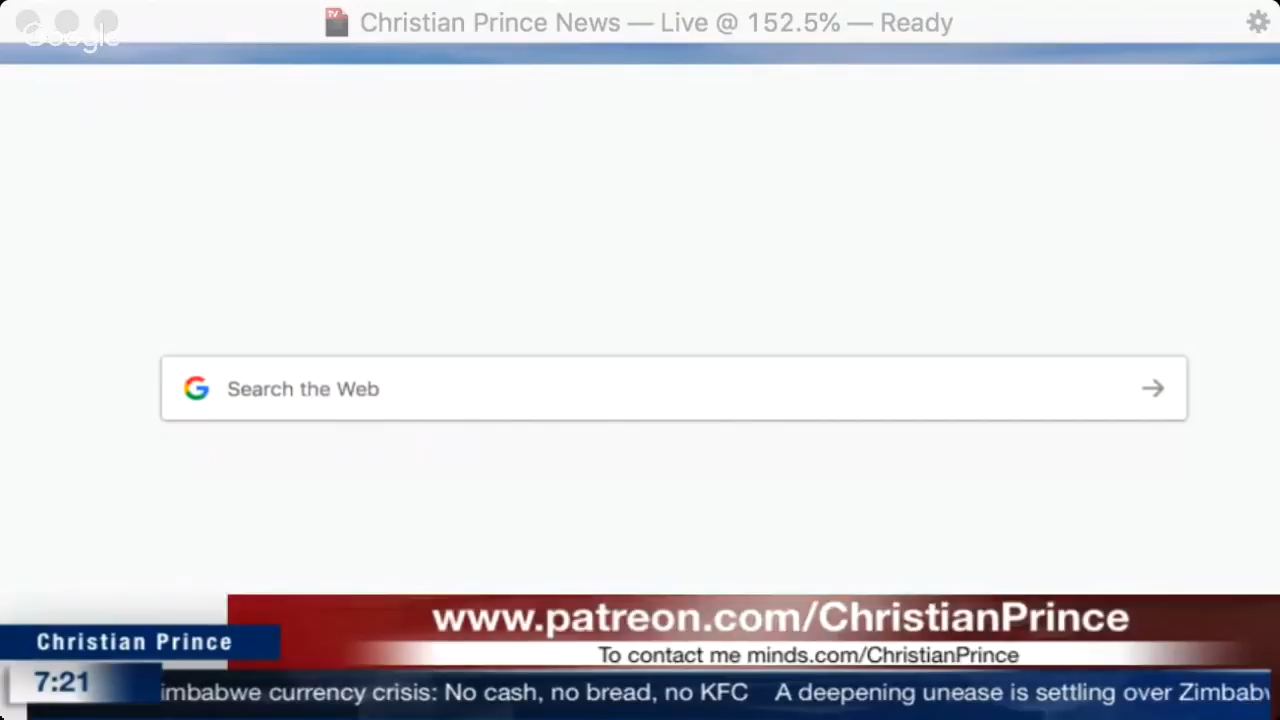 Christian Prince News — Live @ 152.5% — Ready
Google
Search the Web
www.patreon.com/ChristianPrince
To contact me minds.com/ChristianPrince
Christian Prince
7:21
imbabwe currency crisis: No cash, no bread, no KFC A deepening unease is settling over Zimbabw